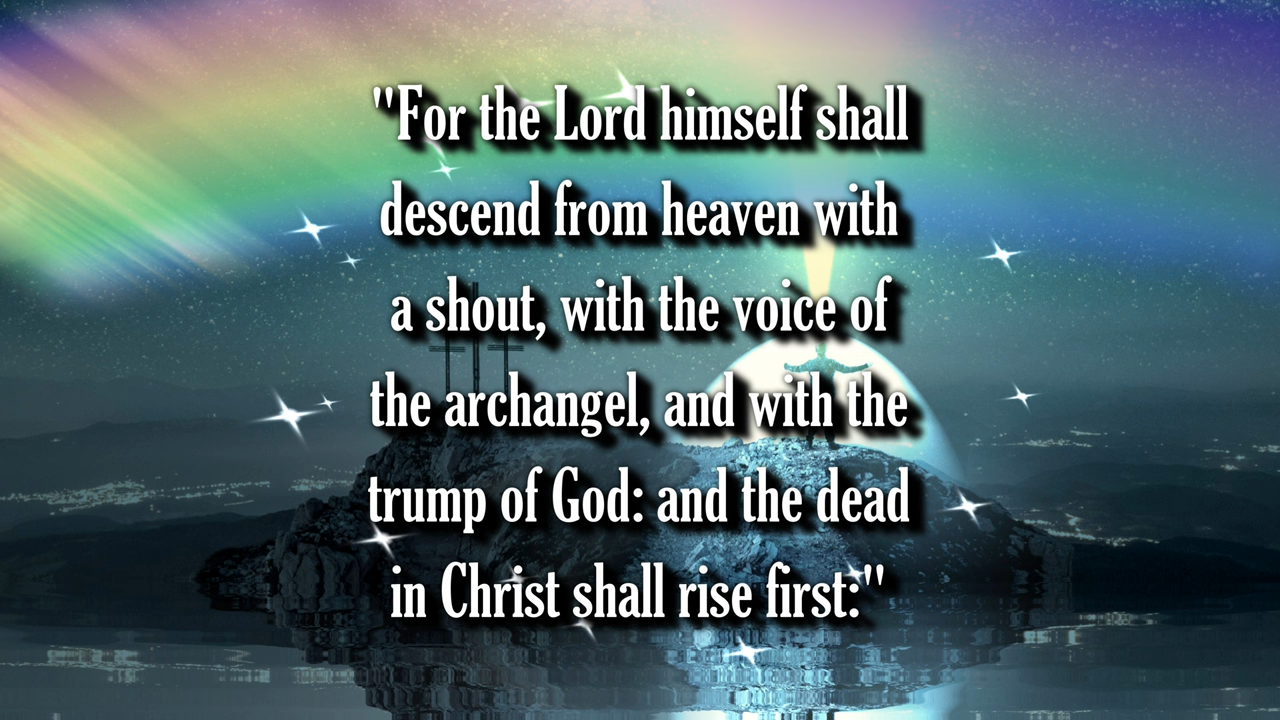 "For the Lord himself shall
descend from heaven with
a shout, with the voice of
the archangel, and with the
trump of God: and the dead
in Christ shall rise first:"